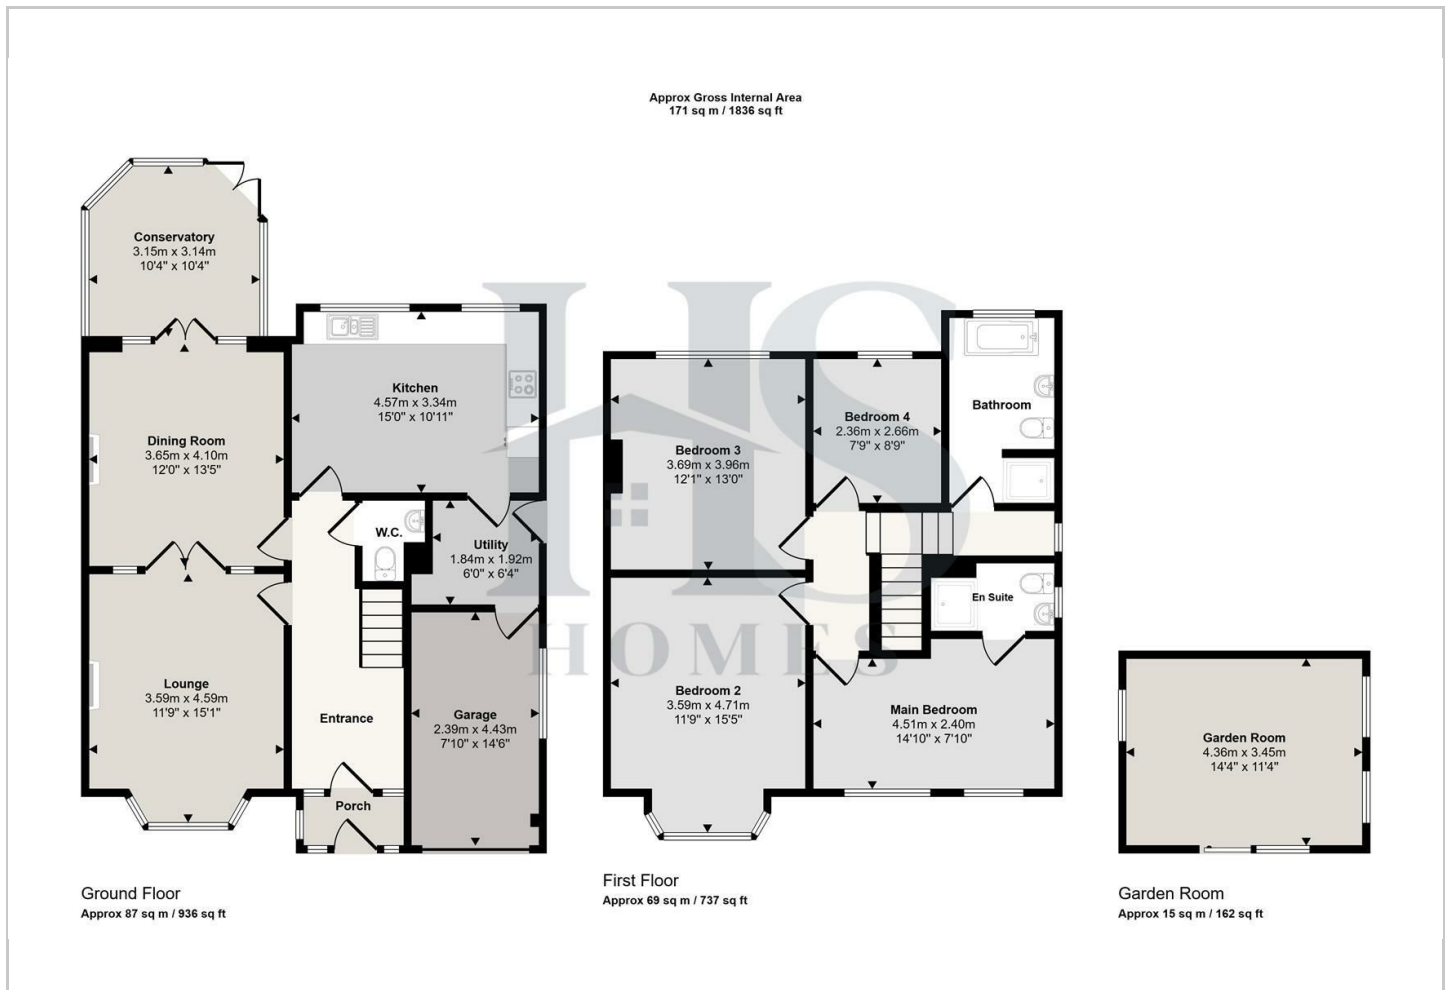 Approx Gross Internal Area
171 sq m / 1836 sq ft
Conservatory
3.15m x 3.14m
10'4" x 10'4"
Kitchen
4.57m x 3.34m
15'0" x 10'11"
Dining Room
3.65m x 4.10m
12'0" x 13'5"
W.C.
Utility
1.84m x 1.92m
6'0" x 6'4"
Lounge
3.59m x 4.59m
11'9" x 15'1"
Entrance
Garage
2.39m x 4.43m
7'10" x 14'6"
Porch
Ground Floor
Approx 87 sq m / 936 sq ft
HS
HOMES
Bedroom 3
3.69m x 3.96m
12'1" x 13'0"
Bedroom 4
2.36m x 2.66m
7'9" x 8'9"
Bathroom
En Suite
Bedroom 2
3.59m x 4.71m
11'9" x 15'5"
Main Bedroom
4.51m x 2.40m
14'10" x 7'10"
First Floor
Approx 69 sq m / 737 sq ft
Garden Room
4.36m x 3.45m
14'4" x 11'4"
Garden Room
Approx 15 sq m / 162 sq ft